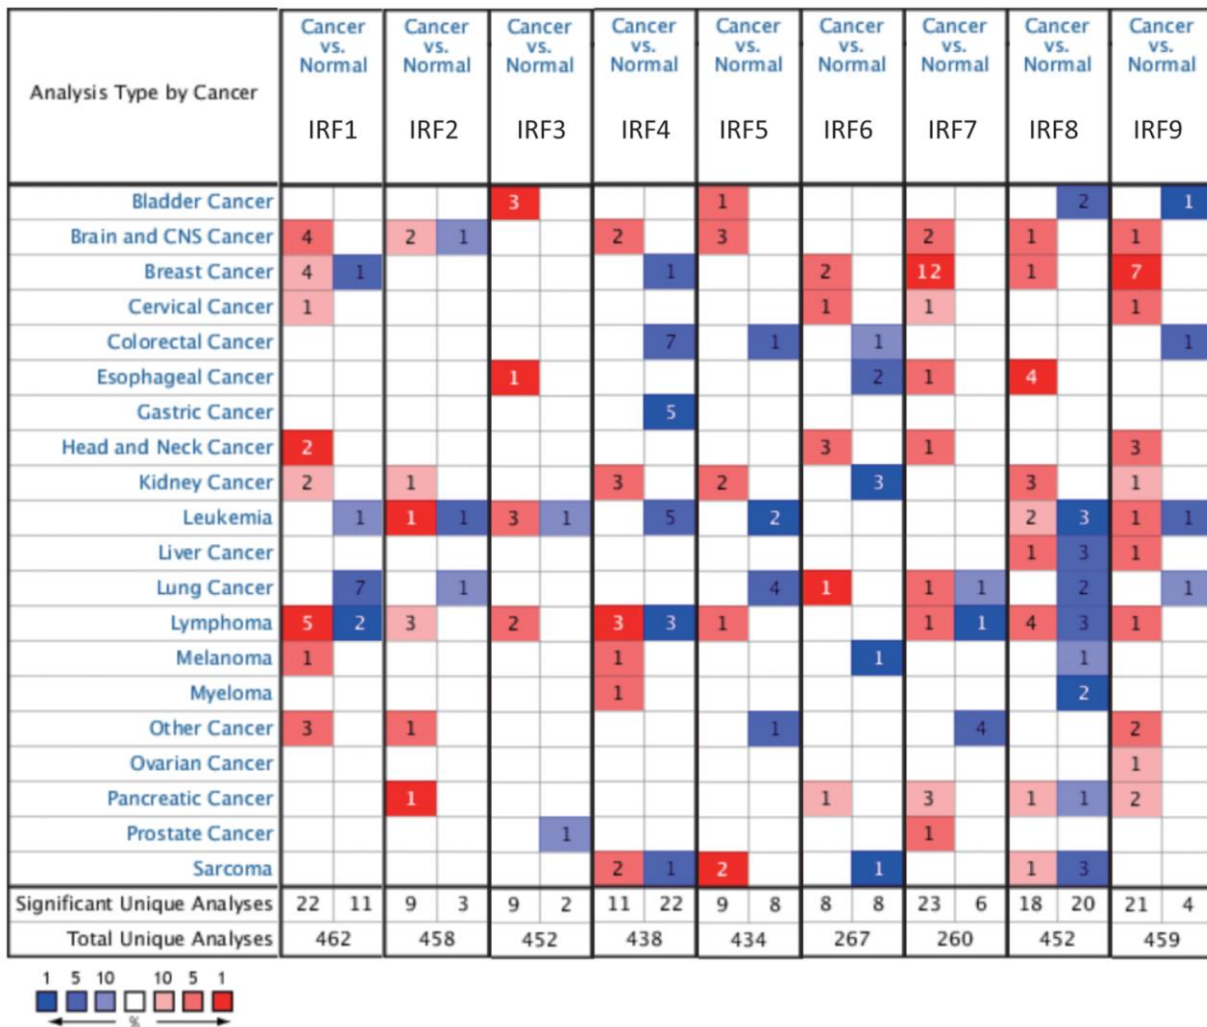 Analysis Type by Cancer
Cancer vs. Normal Cancer vs. Normal Cancer vs. Normal Cancer vs. Normal Cancer vs. Normal Cancer vs. Normal Cancer vs. Normal Cancer vs. Normal Cancer vs. Normal
IRF1 IRF2 IRF3 IRF4 IRF5 IRF6 IRF7 IRF8 IRF9
Bladder Cancer 3 1 2 1
Brain and CNS Cancer 4 2 1 2 3 2 1 1
Breast Cancer 4 1 1 2 12 1 7
Cervical Cancer 1 1 1 1
Colorectal Cancer 7 1 1 1
Esophageal Cancer 1 2 1 4
Gastric Cancer 5
Head and Neck Cancer 2 3 1 3
Kidney Cancer 2 1 3 2 3 3 1
Leukemia 1 1 1 3 1 5 2 2 3 1 1
Liver Cancer 1 3 1
Lung Cancer 7 1 4 1 1 1 2 1
Lymphoma 5 2 3 2 3 3 1 1 1 4 3 1
Melanoma 1 1 1 1
Myeloma 1 2
Other Cancer 3 1 1 4 2
Ovarian Cancer 1
Pancreatic Cancer 1 1 3 1 1 2
Prostate Cancer 1 1
Sarcoma 2 1 2 1 1 3
Significant Unique Analyses 22 11 9 3 9 2 11 22 9 8 8 8 23 6 18 20 21 4
Total Unique Analyses 462 458 452 438 434 267 260 452 459
1 5 10 10 5 1
%